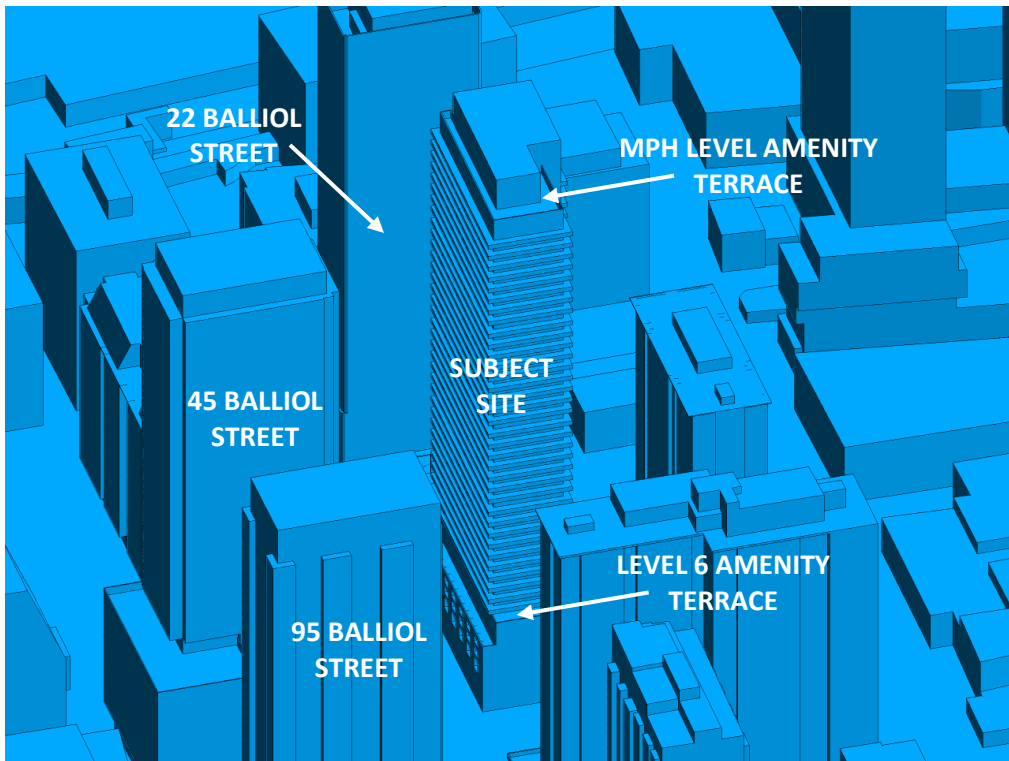 22 BALLIOL
STREET
MPH LEVEL AMENITY
TERRACE
SUBJECT
SITE
45 BALLIOL
STREET
LEVEL 6 AMENITY
TERRACE
95 BALLIOL
STREET